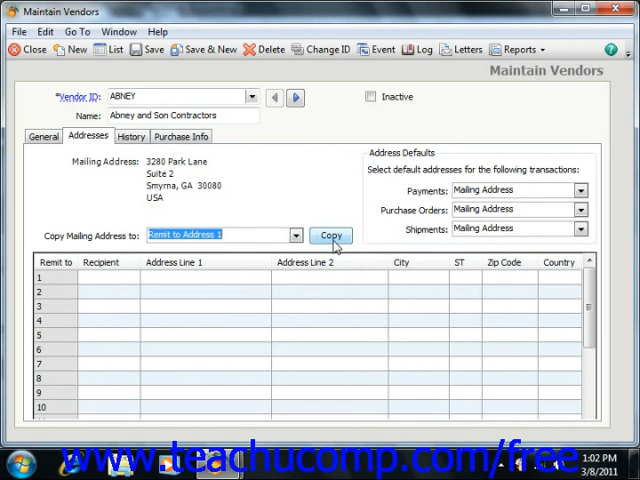 Maintain Vendors
File Edit Go To Window Help
Close New List Save Save & New Delete Change ID Event Log Letters Reports ?
Maintain Vendors
*Vendor ID: ABNEY Inactive
Name: Abney and Son Contractors
General Addresses History Purchase Info
Address Defaults
Mailing Address: 3280 Park Lane
Suite 2
Smyrna, GA 30080
USA
Select default addresses for the following transactions:
Payments: Mailing Address
Purchase Orders: Mailing Address
Shipments: Mailing Address
Copy Mailing Address to: Remit to Address 1 Copy
Remit to Recipient Address Line 1 Address Line 2 City ST Zip Code Country
1
2
3
4
5
6
7
8
9
10
www.teachucomp.com/free
1:02 PM
3/8/2011